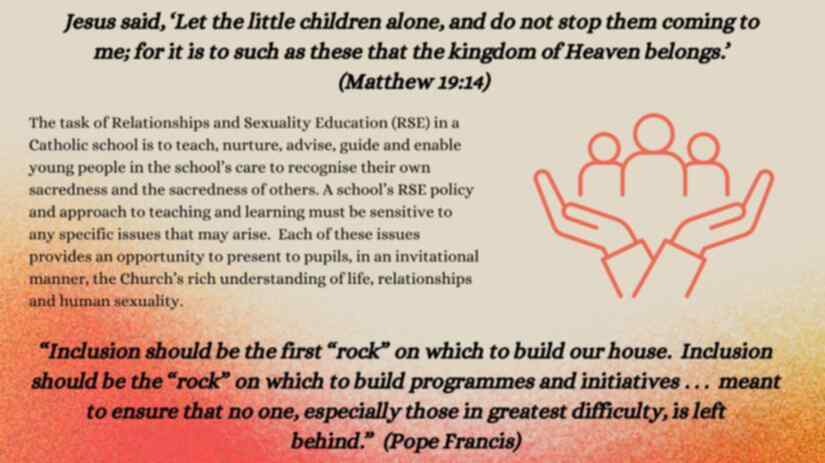 Jesus said, ‘Let the little children alone, and do not stop them coming to
me; for it is to such as these that the kingdom of Heaven belongs.’
(Matthew 19:14)
The task of Relationships and Sexuality Education (RSE) in a
Catholic school is to teach, nurture, advise, guide and enable
young people in the school’s care to recognise their own
sacredness and the sacredness of others. A school’s RSE policy
and approach to teaching and learning must be sensitive to
any specific issues that may arise. Each of these issues
provides an opportunity to present to pupils, in an invitational
manner, the Church’s rich understanding of life, relationships
and human sexuality.
“Inclusion should be the first “rock” on which to build our house. Inclusion
should be the “rock” on which to build programmes and initiatives . . . meant
to ensure that no one, especially those in greatest difficulty, is left
behind.” (Pope Francis)